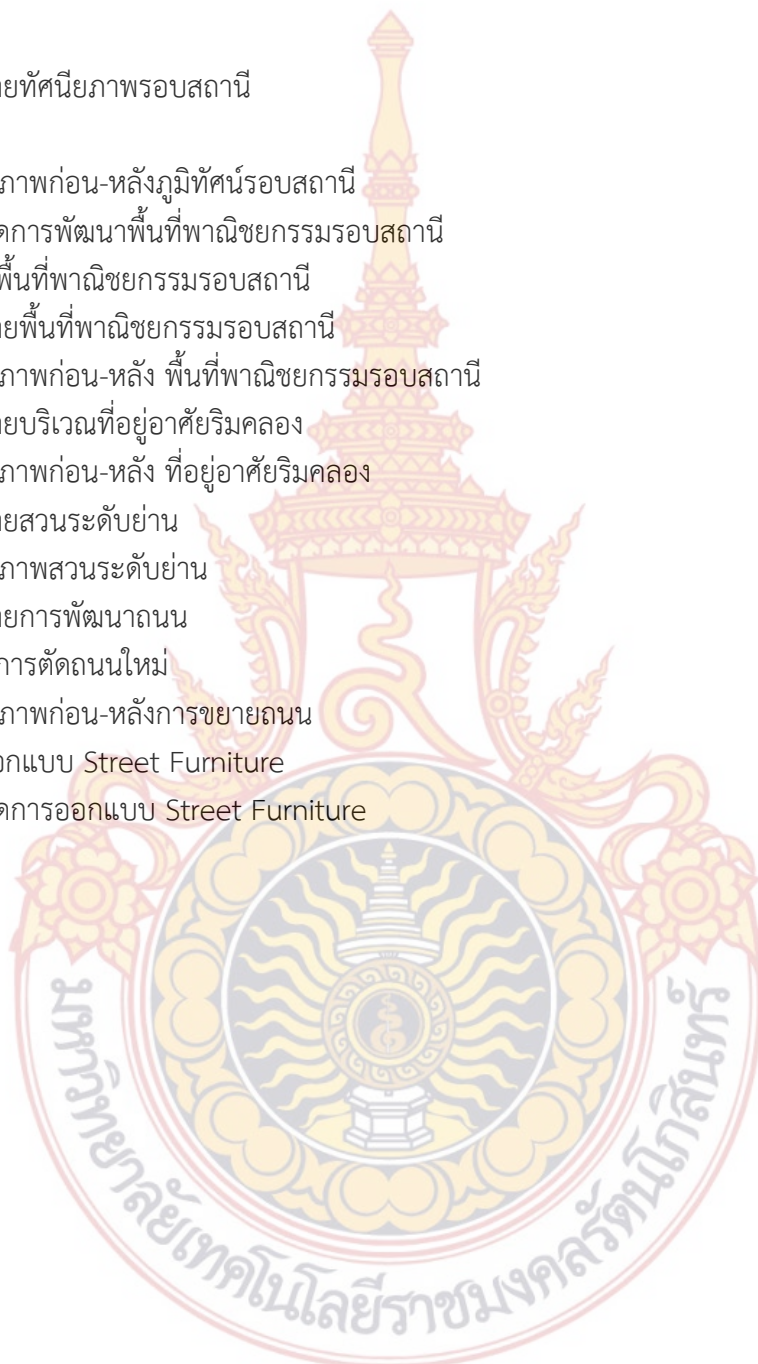 ายทัศนียภาพรอบสถานี
ภาพก่อน-หลังภูมิทัศน์รอบสถานี
ดการพัฒนาพื้นที่พาณิชยกรรมรอบสถานี
พื้นที่พาณิชยกรรมรอบสถานี
ายพื้นที่พาณิชยกรรมรอบสถานี
ภาพก่อน-หลัง พื้นที่พาณิชยกรรมรอบสถานี
ายบริเวณที่อยู่อาศัยริมคลอง
ภาพก่อน-หลัง ที่อยู่อาศัยริมคลอง
ายสวนระดับย่าน
ภาพสวนระดับย่าน
ายการพัฒนาถนน
การตัดถนนใหม่
ภาพก่อน-หลังการขยายถนน
อกแบบ Street Furniture
ดการออกแบบ Street Furniture
มหาวิทยาลัยเทคโนโลยีราชมงคลรัตนโกสินทร์